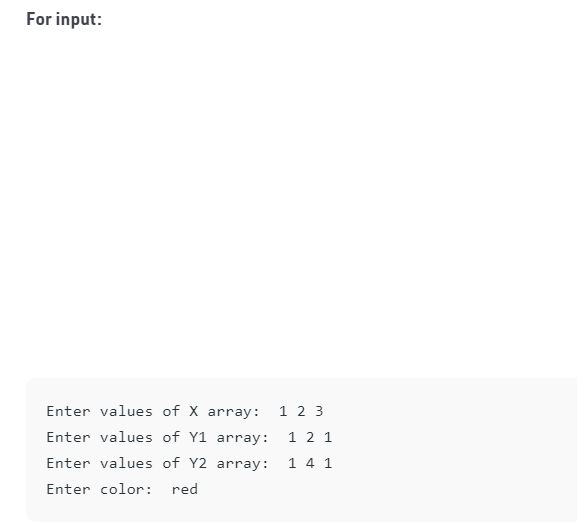 For input:
Enter values of X array:  1 2 3
Enter values of Y1 array:  1 2 1
Enter values of Y2 array:  1 4 1
Enter color:  red